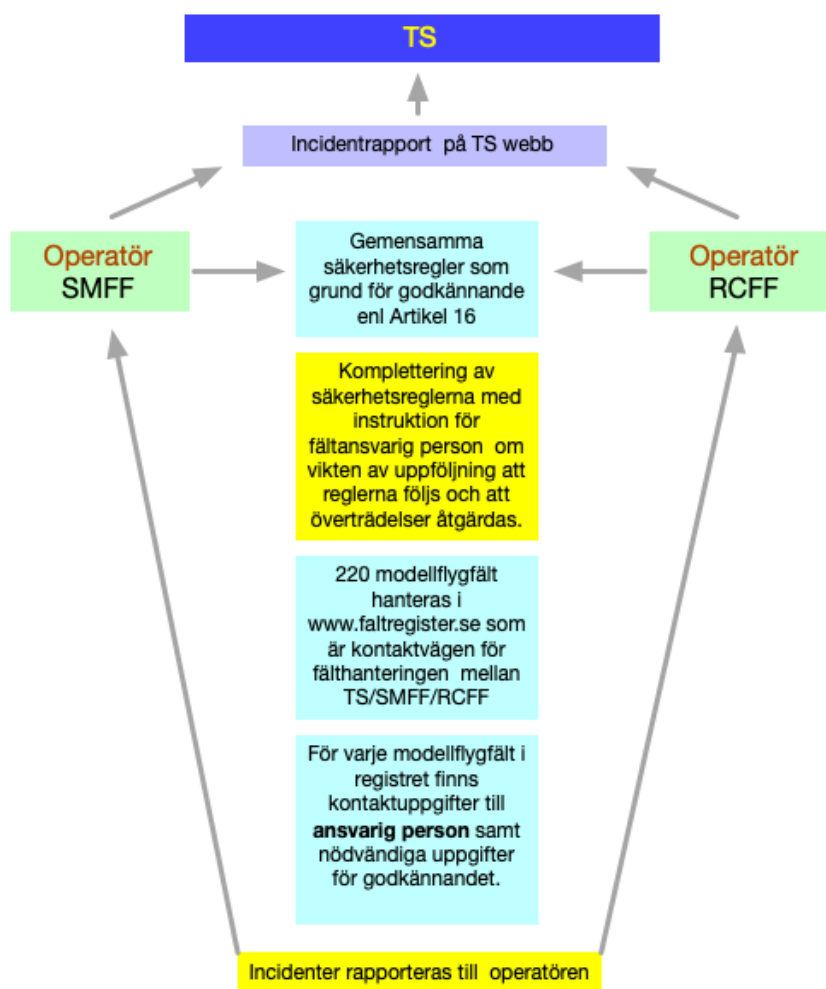 TS
Incidentrapport på TS webb
Operatör
SMFF
Gemensamma
säkerhetsregler som
grund för godkännande
enl Artikel 16
Operatör
RCFF
Komplettering av
säkerhetsreglerna med
instruktion för
fältansvarig person om
vikten av uppföljning att
reglerna följs och att
överträdelser åtgärdas.
220 modellflygfält
hanteras i
www.faltregister.se som
är kontaktvägen för
fälthanteringen mellan
TS/SMFF/RCFF
För varje modellflygfält i
registret finns
kontaktuppgifter till
ansvarig person samt
nödvändiga uppgifter
för godkännandet.
Incidenter rapporteras till operatören